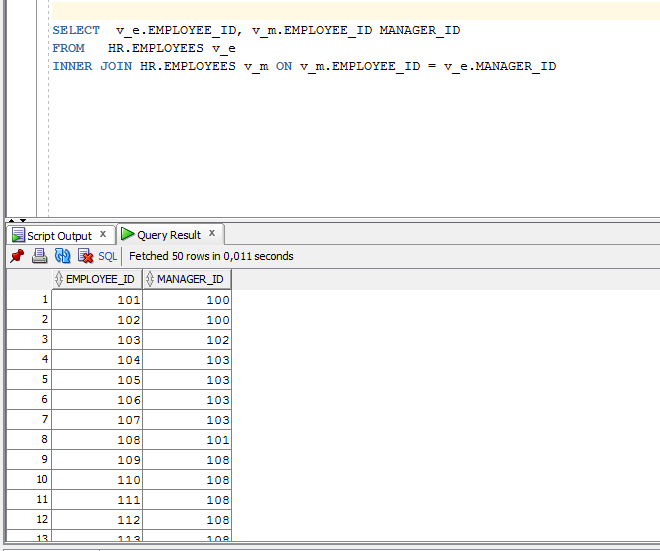 SELECT  v_e.EMPLOYEE_ID, v_m.EMPLOYEE_ID MANAGER_ID
FROM   HR.EMPLOYEES v_e
INNER JOIN HR.EMPLOYEES v_m ON v_m.EMPLOYEE_ID = v_e.MANAGER_ID
Script Output x Query Result x
SQL Fetched 50 rows in 0,011 seconds
EMPLOYEE_ID MANAGER_ID
1 101 100
2 102 100
3 103 102
4 104 103
5 105 103
6 106 103
7 107 103
8 108 101
9 109 108
10 110 108
11 111 108
12 112 108
13 113 108